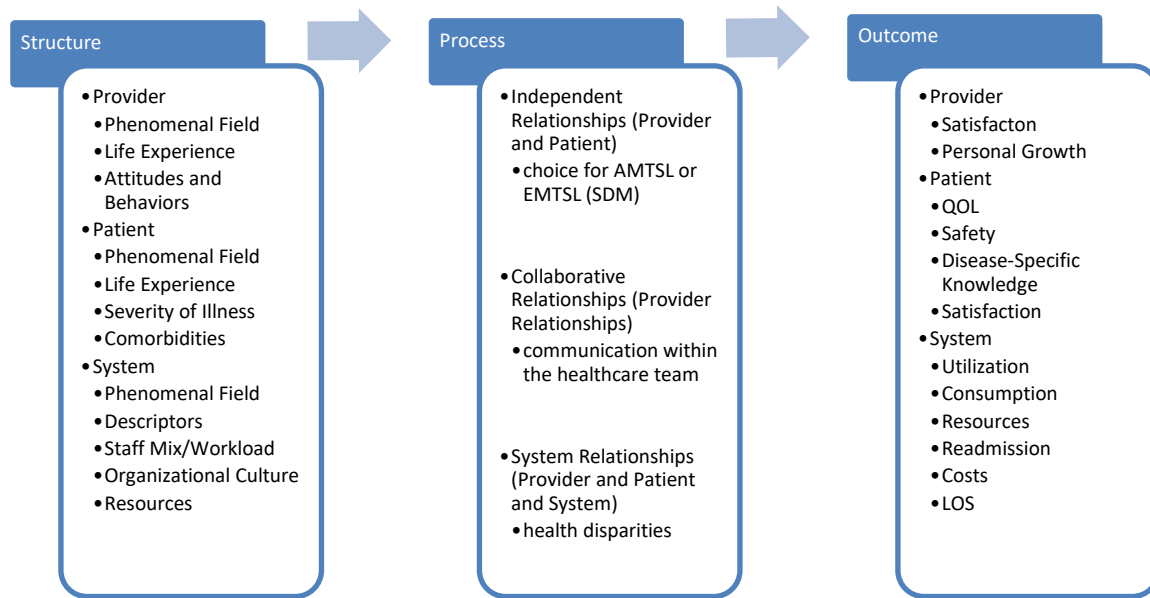 Structure
•Provider
•Phenomenal Field
•Life Experience
•Attitudes and
Behaviors
•Patient
•Phenomenal Field
•Life Experience
•Severity of Illness
•Comorbidities
•System
•Phenomenal Field
•Descriptors
•Staff Mix/Workload
•Organizational Culture
•Resources
Process
•Independent
Relationships (Provider
and Patient)
•choice for AMTSL or
EMTSL (SDM)
•Collaborative
Relationships (Provider
Relationships)
•communication within
the healthcare team
•System Relationships
(Provider and Patient
and System)
•health disparities
Outcome
•Provider
•Satisfacton
•Personal Growth
•Patient
•QOL
•Safety
•Disease-Specific
Knowledge
•Satisfaction
•System
•Utilization
•Consumption
•Resources
•Readmission
•Costs
•LOS